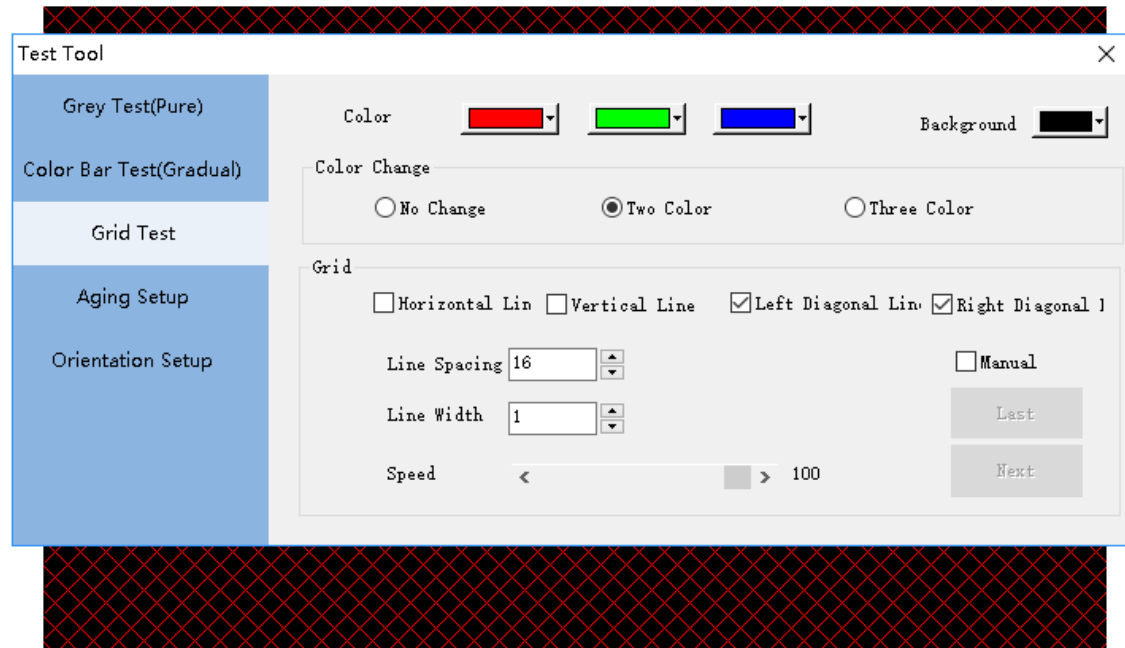 Test Tool
Grey Test(Pure)
Color Bar Test(Gradual)
Grid Test
Aging Setup
Orientation Setup
Color
Background
Color Change
No Change
Two Color
Three Color
Grid
Horizontal Lin
Vertical Line
Left Diagonal Lin
Right Diagonal
Line Spacing 16
Manual
Line Width 1
Last
Speed 100
Next